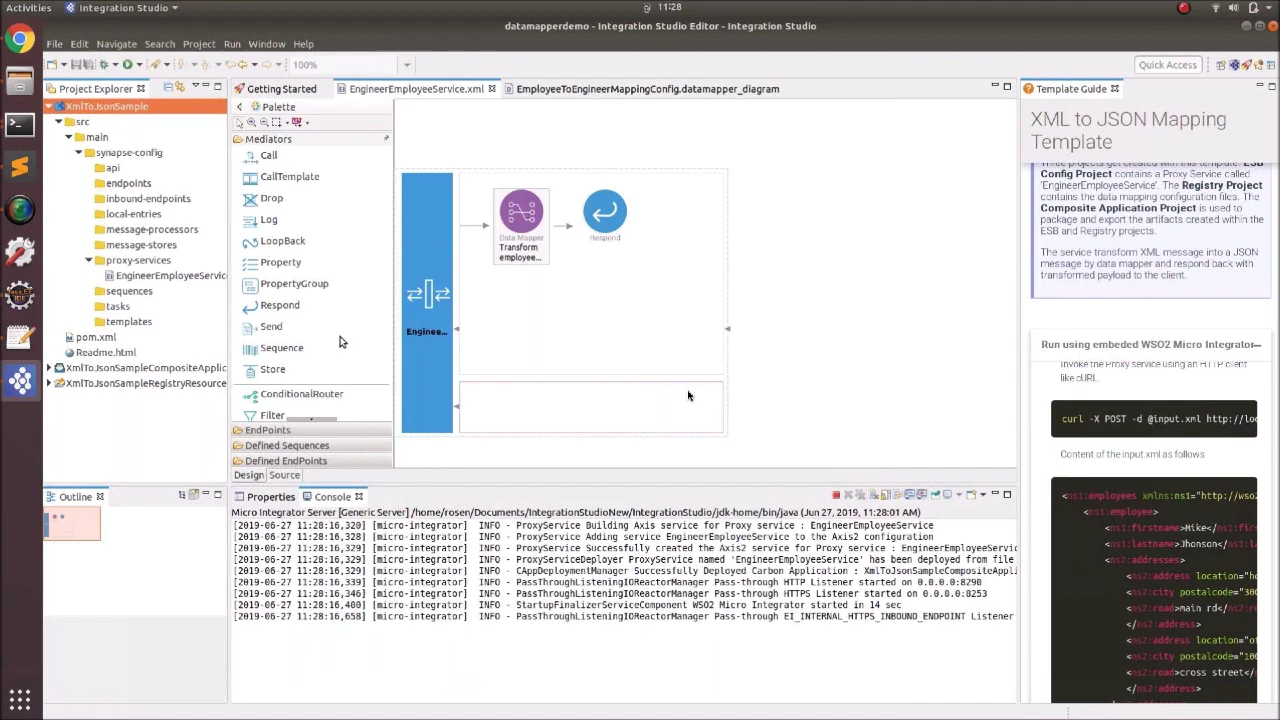 Activities
Integration Studio
11:28
datamapperdemo - Integration Studio Editor - Integration Studio
File Edit Navigate Search Project Run Window Help
100%
Quick Access
Project Explorer
XmlToJsonSample
src
main
synapse-config
api
endpoints
inbound-endpoints
local-entries
message-processors
message-stores
proxy-services
EngineerEmployeeServic
sequences
tasks
templates
pom.xml
Readme.html
XmlToJsonSampleCompositeApplic
XmlToJsonSampleRegistryResource
Outline
Getting Started
EngineerEmployeeService.xml
EmployeeToEngineerMappingConfig.datamapper_diagram
Palette
Mediators
Call
CallTemplate
Drop
Log
LoopBack
Property
PropertyGroup
Respond
Send
Sequence
Store
ConditionalRouter
Filter
EndPoints
Defined Sequences
Defined EndPoints
Design Source
Enginee...
Data Mapper
Transform
employee...
Respond
Properties
Console
Micro Integrator Server [Generic Server] /home/rosen/Documents/IntegrationStudioNew/IntegrationStudio/jdk-home/bin/java (Jun 27, 2019, 11:28:01 AM)
[2019-06-27 11:28:16,320] [micro-integrator] INFO - ProxyService Building Axis service for Proxy service : EngineerEmployeeService
[2019-06-27 11:28:16,328] [micro-integrator] INFO - ProxyService Adding service EngineerEmployeeService to the Axis2 configuration
[2019-06-27 11:28:16,329] [micro-integrator] INFO - ProxyService Successfully created the Axis2 service for Proxy service : EngineerEmployeeServic
[2019-06-27 11:28:16,329] [micro-integrator] INFO - ProxyServiceDeployer ProxyService named 'EngineerEmployeeService' has been deployed from file
[2019-06-27 11:28:16,329] [micro-integrator] INFO - CAppDeploymentManager Successfully Deployed Carbon Application : XmlToJsonSampleCompositeAppli
[2019-06-27 11:28:16,339] [micro-integrator] INFO - PassThroughListeningIOReactorManager Pass-through HTTP Listener started on 0.0.0.0:8290
[2019-06-27 11:28:16,346] [micro-integrator] INFO - PassThroughListeningIOReactorManager Pass-through HTTPS Listener started on 0.0.0.0:8253
[2019-06-27 11:28:16,400] [micro-integrator] INFO - StartupFinalizerServiceComponent WSO2 Micro Integrator started in 14 sec
[2019-06-27 11:28:16,658] [micro-integrator] INFO - PassThroughListeningIOReactorManager Pass-through EI_INTERNAL_HTTPS_INBOUND_ENDPOINT Listener
Template Guide
XML to JSON Mapping
Template
Three projects get created with this template. ESB
Config Project contains a Proxy Service called
'EngineerEmployeeService'. The Registry Project
contains the data mapping configuration files. The
Composite Application Project is used to
package and export the artifacts created within the
ESB and Registry projects.
The service transform XML message into a JSON
message by data mapper and respond back with
transformed payload to the client.
Run using embeded WSO2 Micro Integrator
Invoke the Proxy service using an HTTP client
like cURL.
curl -X POST -d @input.xml http://loc
Content of the input.xml as follows
<ns1:employees xmlns:ns1="http://wso2
<ns1:employee>
<ns1:firstname>Mike</ns1:firs
<ns1:lastname>Jhonson</ns1:la
<ns2:addresses>
<ns2:address location="ho
<ns2:city postalcode="300
<ns2:road>main rd</ns2:ro
</ns2:address>
<ns2:address location="ot
<ns2:city postalcode="100
<ns2:road>cross street</
</ns2:address>
</ns2:addresses>